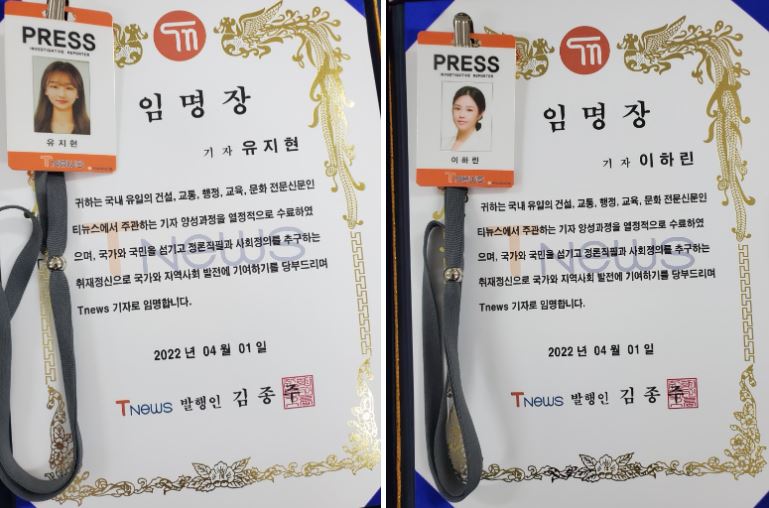 PRESS
INVESTIGATIVE REPORTER
유지현
TNEWS
임명장
기자 유지현
귀하는 국내 유일의 건설, 교통, 행정, 교육, 문화 전문신문인
티뉴스에서 주관하는 기자 양성과정을 열정적으로 수료하였
으며, 국가와 국민을 섬기고 정론직필과 사회정의를 추구하는
취재정신으로 국가와 지역사회 발전에 기여하기를 당부드리며
Tnews 기자로 임명합니다.
TNews
2022 년 04 월 01 일
TNews 발행인 김종주
PRESS
INVESTIGATIVE REPORTER
이하린
TNEWS
임명장
기자 이하린
귀하는 국내 유일의 건설, 교통, 행정, 교육, 문화 전문신문인
티뉴스에서 주관하는 기자 양성과정을 열정적으로 수료하였
으며, 국가와 국민을 섬기고 정론직필과 사회정의를 추구하는
취재정신으로 국가와 지역사회 발전에 기여하기를 당부드리며
Tnews 기자로 임명합니다.
TNews
2022 년 04 월 01 일
TNews 발행인 김종주